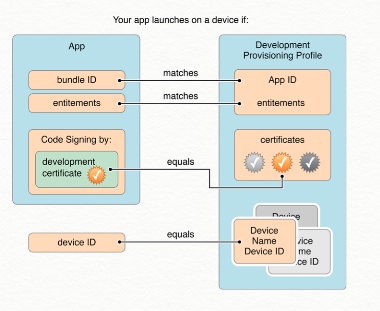 Your app launches on a device if:
App
Development
Provisioning Profile
bundle ID
matches
App ID
entitements
matches
entitements
Code Signing by:
development
certificate
equals
certificates
device ID
equals
Device
Name
Device ID
Device
vice
me
ce ID